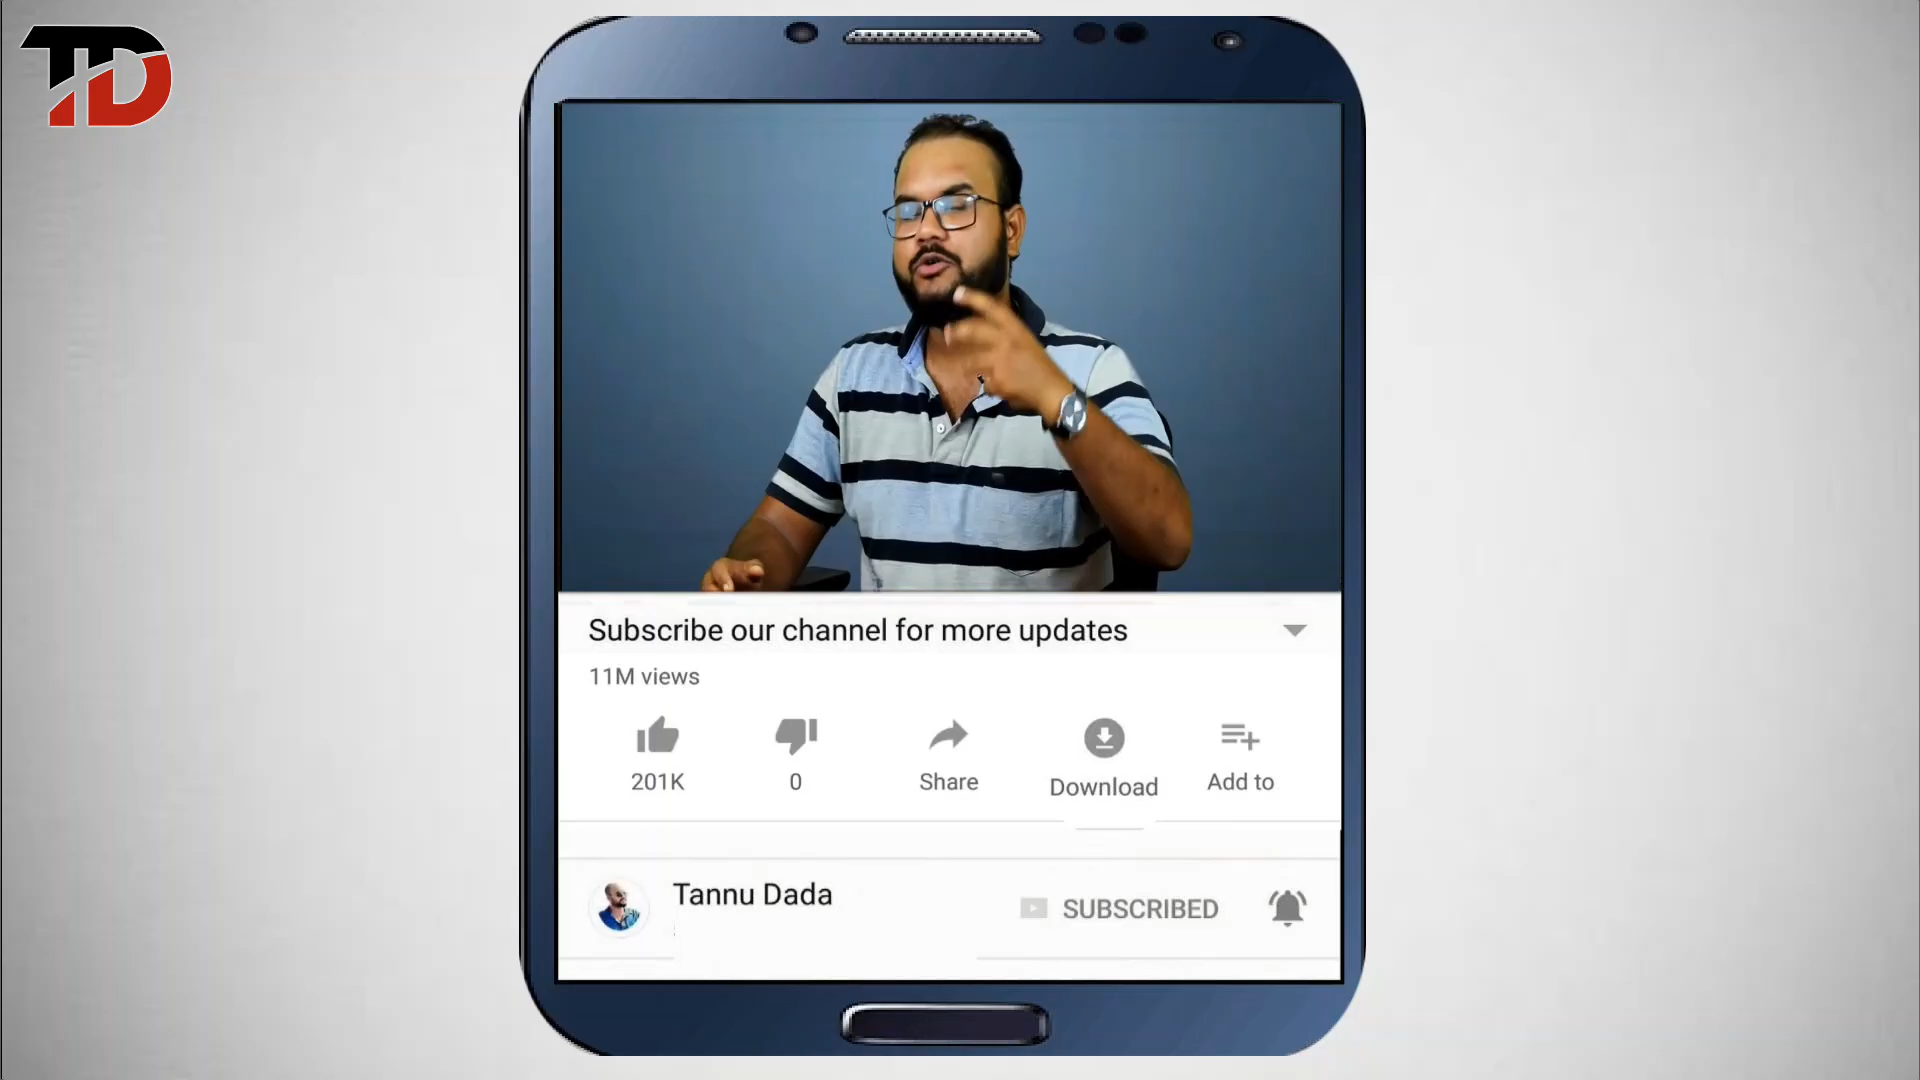 TD
Subscribe our channel for more updates
11M views
201K
0
Share
Download
Add to
Tannu Dada
SUBSCRIBED